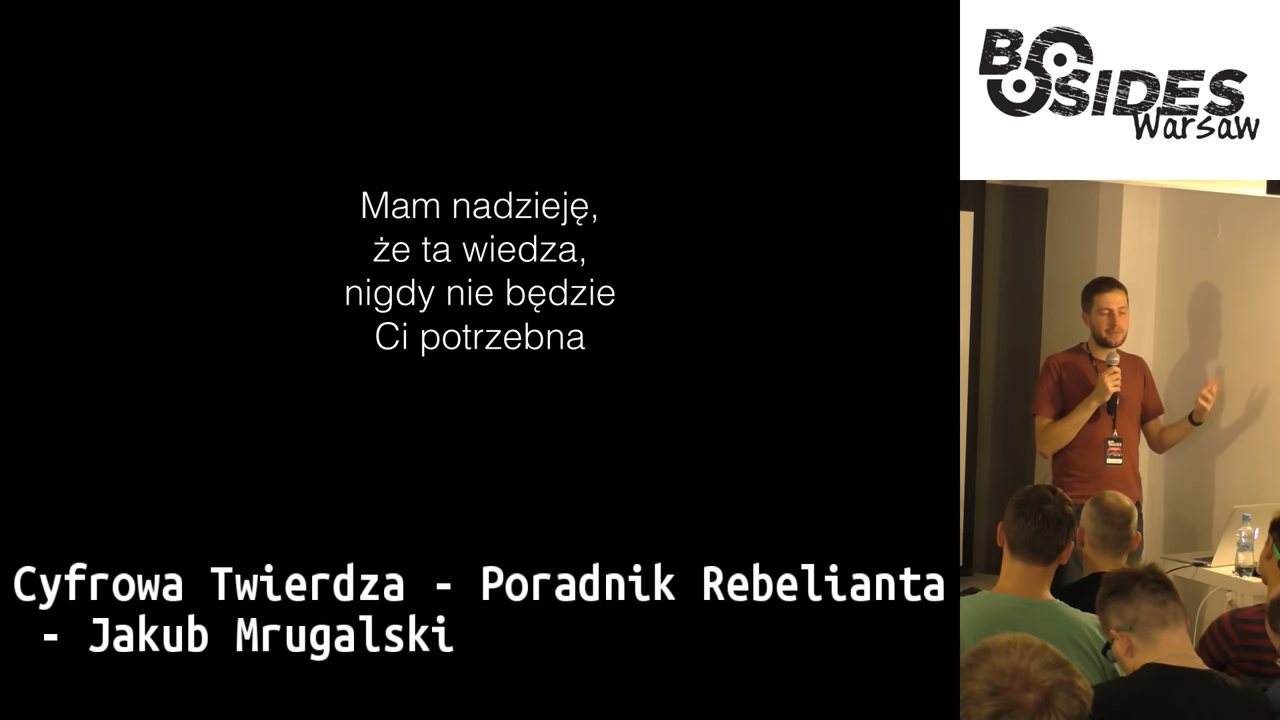 Mam nadzieję,
że ta wiedza,
nigdy nie będzie
Ci potrzebna
Cyfrowa Twierdza - Poradnik Rebelianta
- Jakub Mrugalski
BSIDES
Warsaw